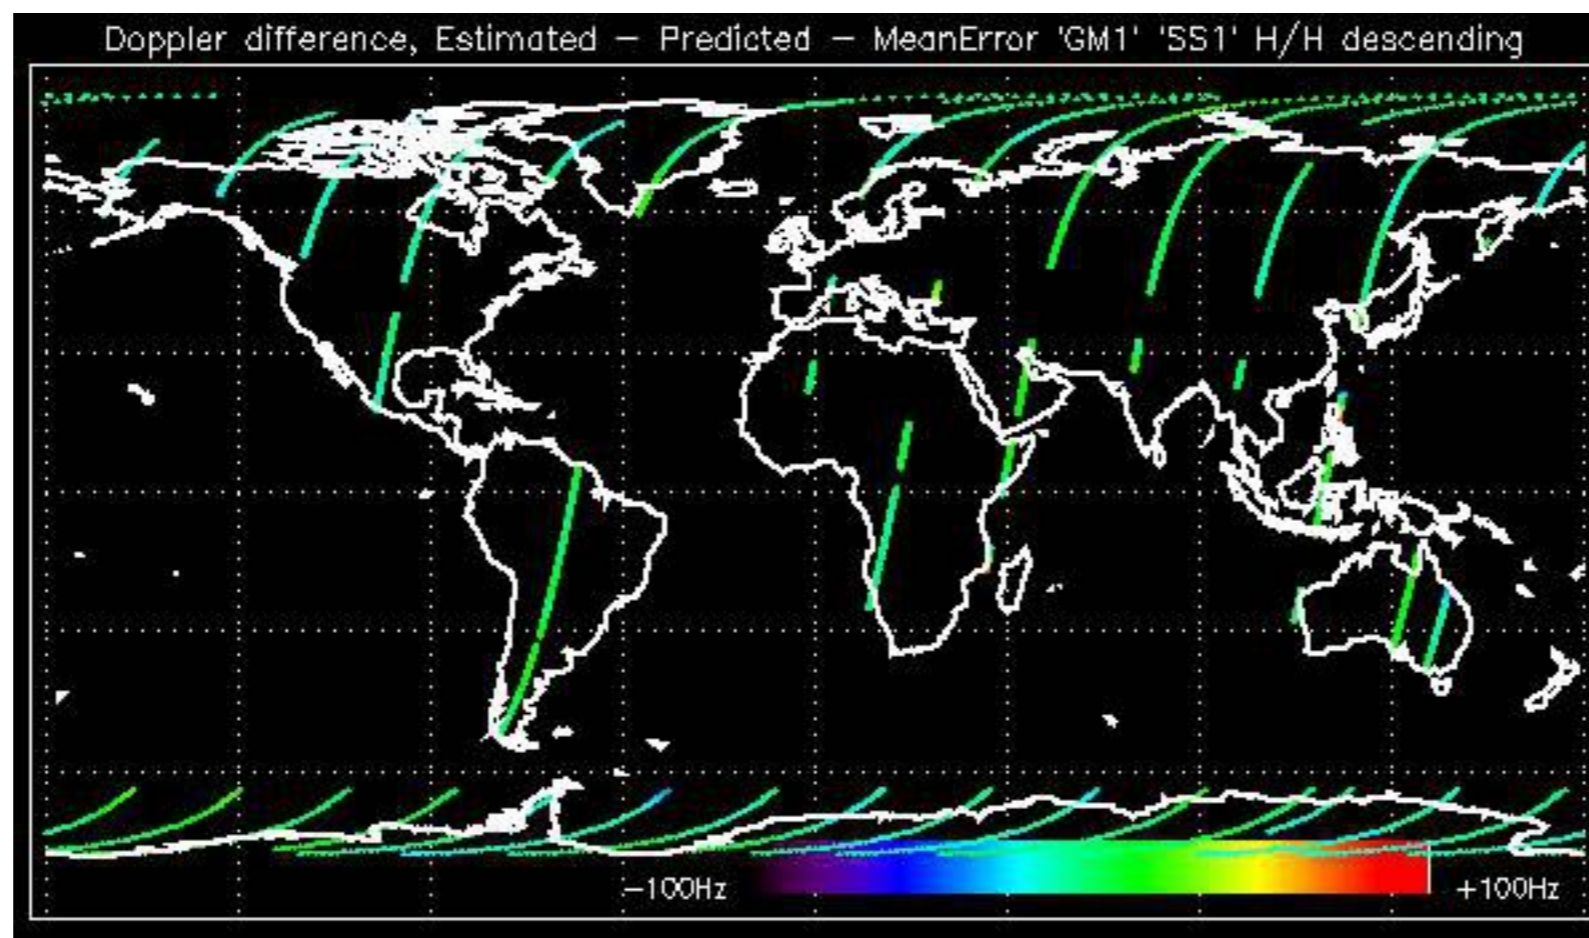 Doppler difference, Estimated – Predicted – MeanError 'GM1' 'SS1' H/H descending
–100Hz
+100Hz